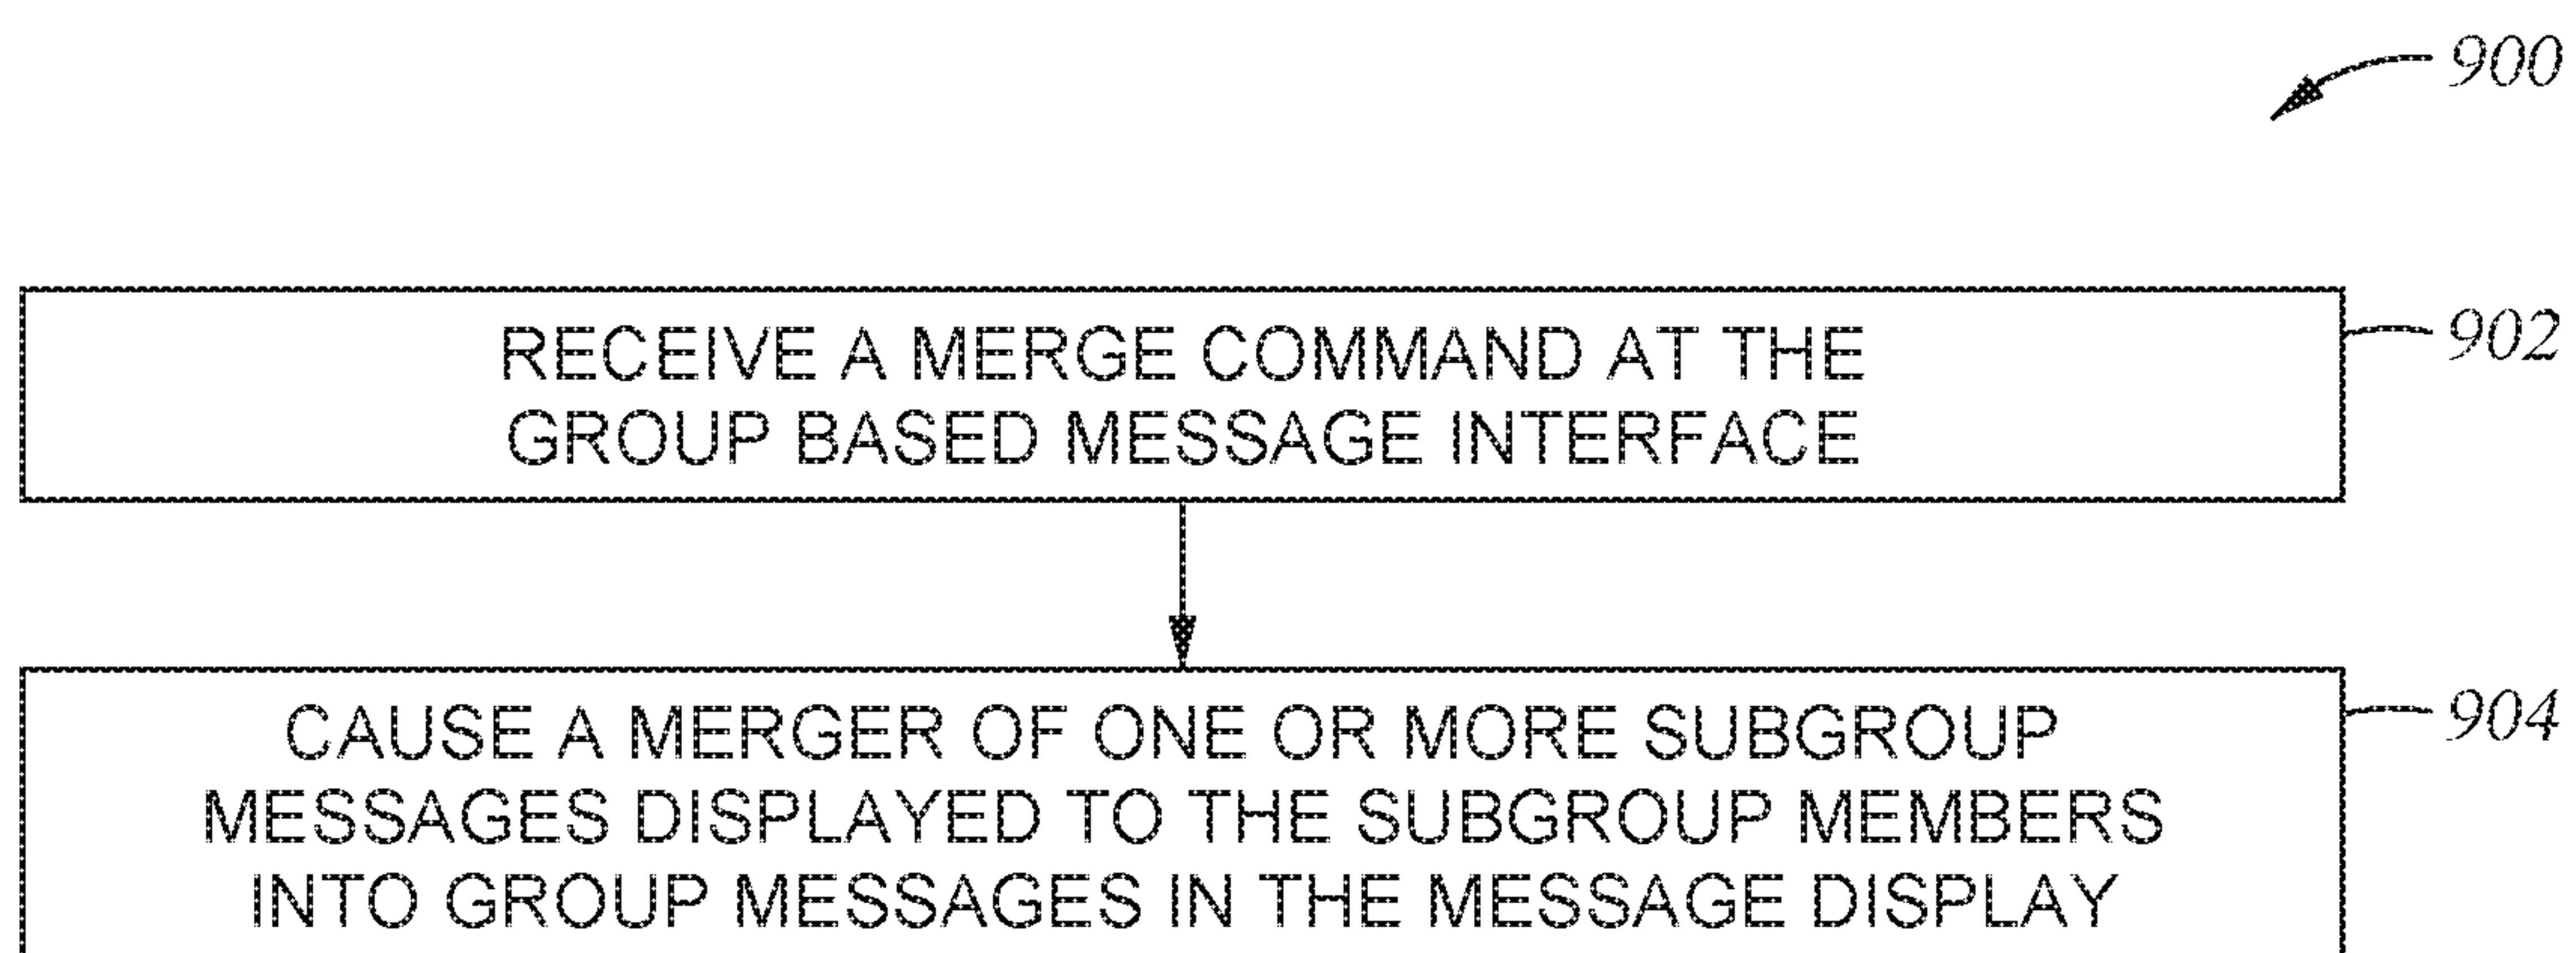 900
RECEIVE A MERGE COMMAND AT THE
GROUP BASED MESSAGE INTERFACE
902
CAUSE A MERGER OF ONE OR MORE SUBGROUP
MESSAGES DISPLAYED TO THE SUBGROUP MEMBERS
INTO GROUP MESSAGES IN THE MESSAGE DISPLAY
904